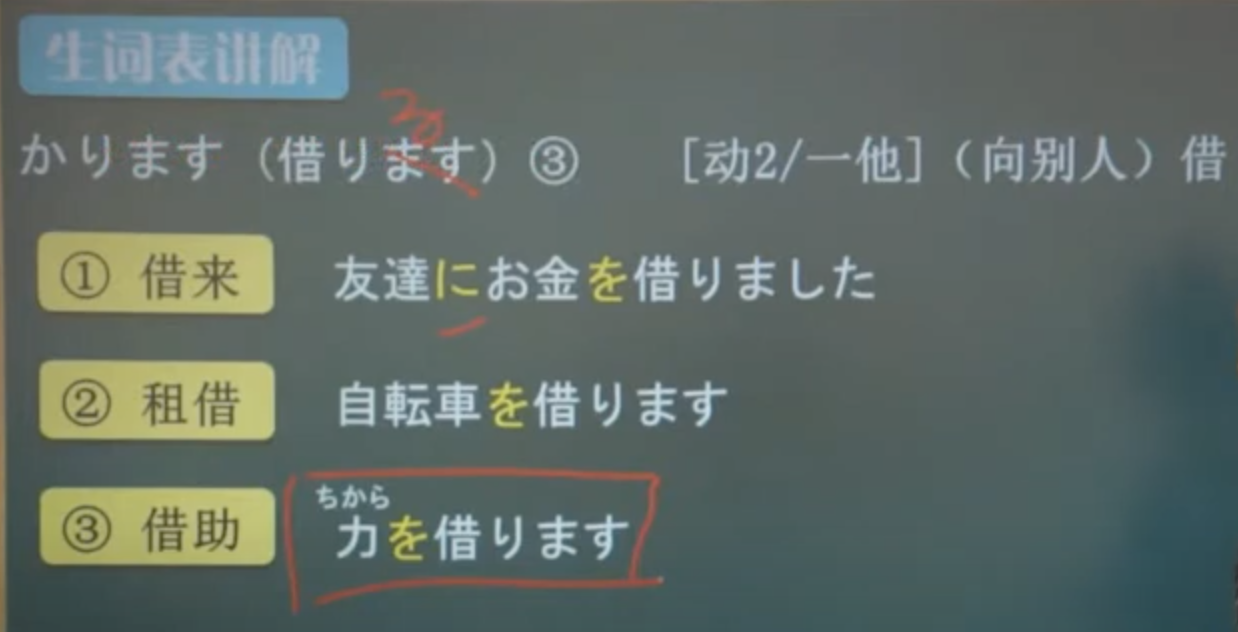 生词表讲解
る
かります（借ります）③ [动2/一他]（向别人）借
① 借来 友達にお金を借りました
② 租借 自転車を借ります
ちから
③ 借助 力を借ります